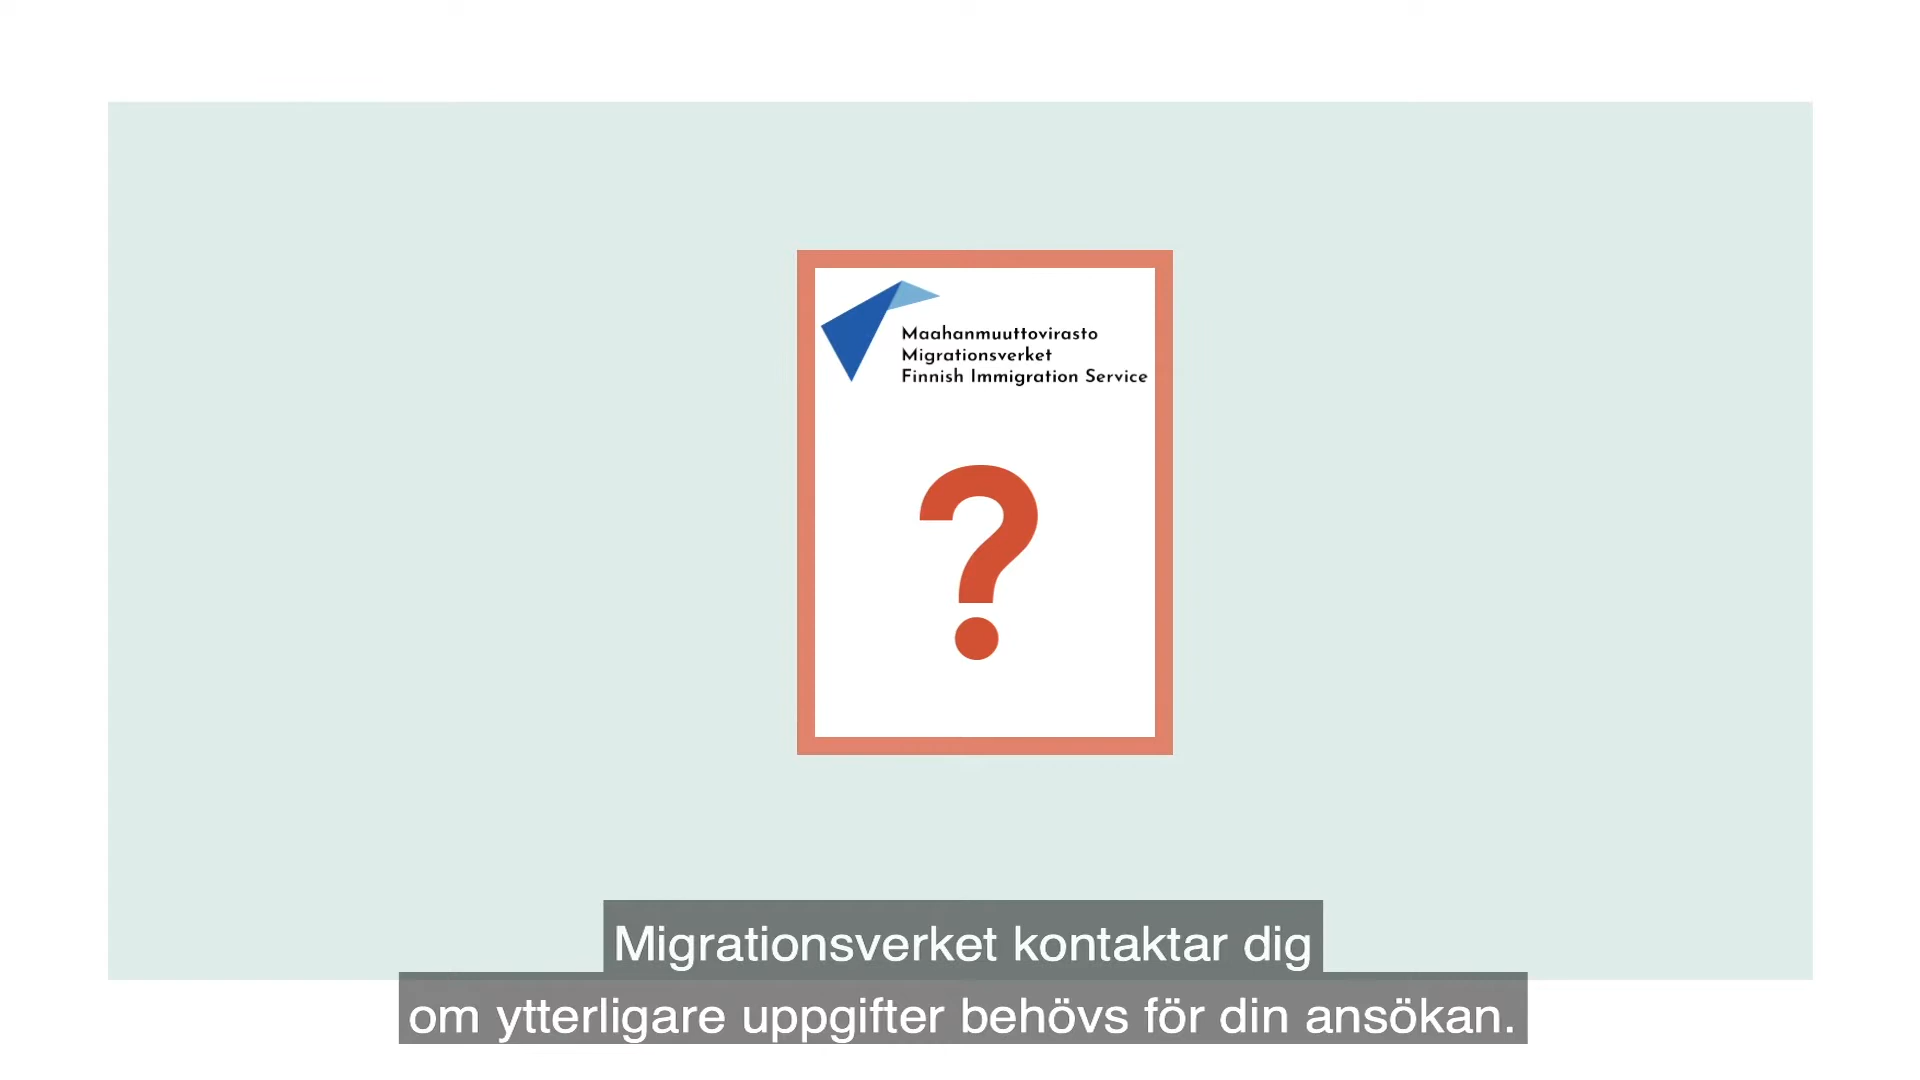 Maahanmuuttovirasto
Migrationsverket
Finnish Immigration Service
?
Migrationsverket kontaktar dig
om ytterligare uppgifter behövs för din ansökan.